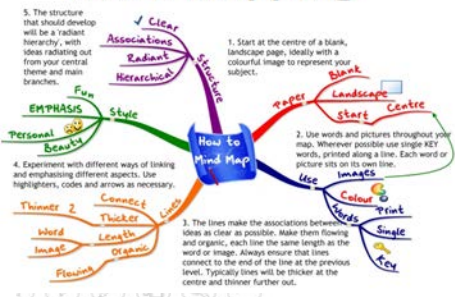 5. The structure
that should develop
will be a 'radiant
hierarchy', with
ideas radiating out
from your central
theme and main
branches.
Clear
Associations
Radiant
Hierarchical
Structure
1. Start at the centre of a blank,
landscape page, ideally with a
colourful image to represent your
subject.
Paper
Blank
Landscape
Start
Centre
Fun
EMPHASIS
Personal
Beauty
Style
How to
Mind Map
2. Use words and pictures throughout your
map. Wherever possible use single KEY
words, printed along a line. Each word or
picture sits on its own line.
Use
Images
Colour
Words
Print
Single
Key
4. Experiment with different ways of linking
and emphasising different aspects. Use
highlighters, codes and arrows as necessary.
Lines
Connect
Thinner 2 Thicker
Length
Word
Image
Organic
Flowing
3. The lines make the associations between
ideas as clear as possible. Make them flowing
and organic, each line the same length as the
word or image. Always ensure that lines
connect to the end of the line at the previous
level. Typically lines will be thicker at the
centre and thinner further out.